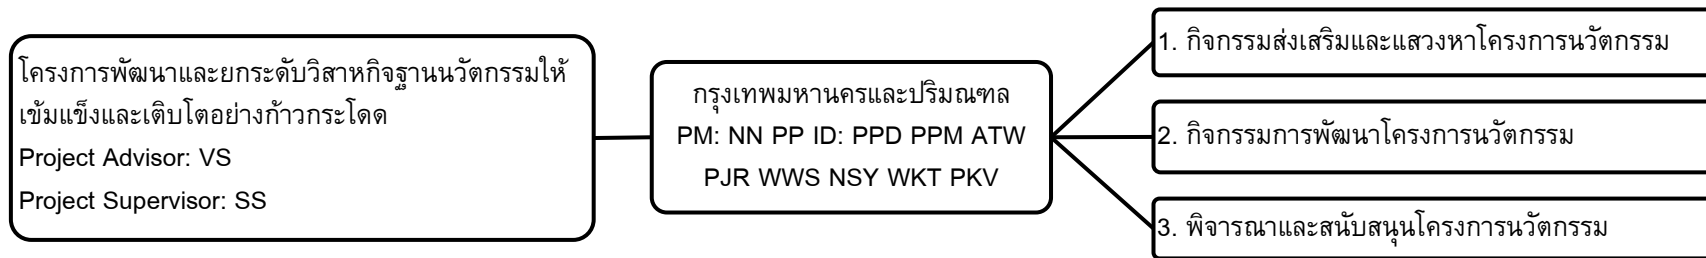 โครงการพัฒนาและยกระดับวิสาหกิจฐานนวัตกรรมให้
เข้มแข็งและเติบโตอย่างก้าวกระโดด
Project Advisor: VS
Project Supervisor: SS
กรุงเทพมหานครและปริมณฑล
PM: NN PP ID: PPD PPM ATW
PJR WWS NSY WKT PKV
1. กิจกรรมส่งเสริมและแสวงหาโครงการนวัตกรรม
2. กิจกรรมการพัฒนาโครงการนวัตกรรม
3. พิจารณาและสนับสนุนโครงการนวัตกรรม